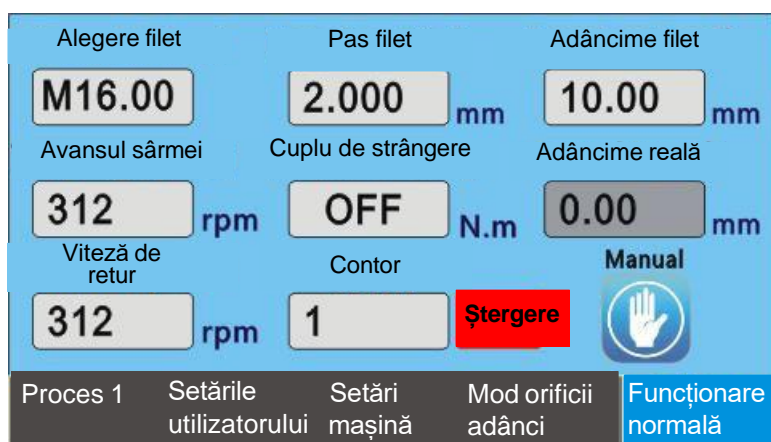 Alegere filet
Pas filet
Adâncime filet
M16.00
2.000 mm
10.00 mm
Avansul sârmei
Cuplu de strângere
Adâncime reală
312 rpm
OFF N.m
0.00 mm
Viteză de
retur
Contor
Manual
312 rpm
1
Ștergere
Proces 1
Setările
utilizatorului
Setări
mașină
Mod orificii
adânci
Funcționare
normală